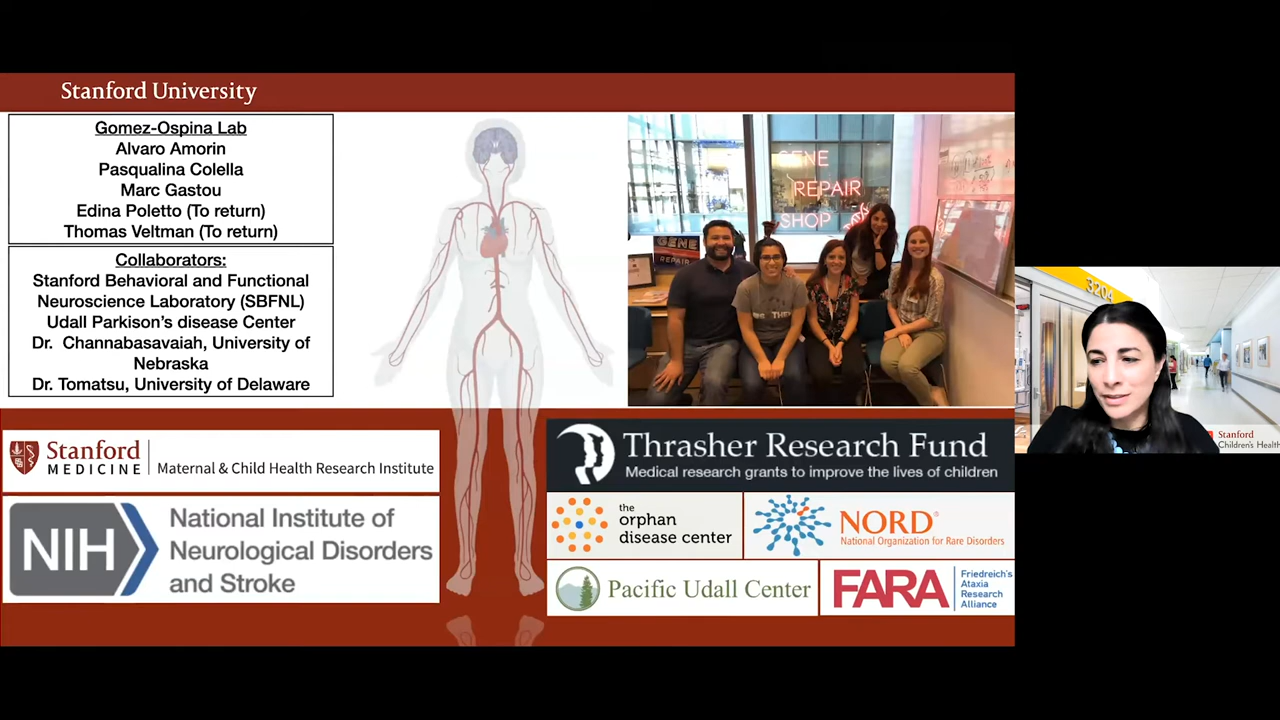 Stanford University
Gomez-Ospina Lab
Alvaro Amorin
Pasqualina Colella
Marc Gastou
Edina Poletto (To return)
Thomas Veltman (To return)
Collaborators:
Stanford Behavioral and Functional
Neuroscience Laboratory (SBFNL)
Udall Parkison's disease Center
Dr. Channabasavaiah, University of
Nebraska
Dr. Tomatsu, University of Delaware
GENE
REPAIR
SHOP
GENE
REPAIR
3204
Stanford
Children's Health
Stanford
MEDICINE
Maternal & Child Health Research Institute
NIH
National Institute of
Neurological Disorders
and Stroke
Thrasher Research Fund
Medical research grants to improve the lives of children
the
orphan
disease center
NORD®
National Organization for Rare Disorders
Pacific Udall Center
FARA
Friedreich's
Ataxia
Research
Alliance